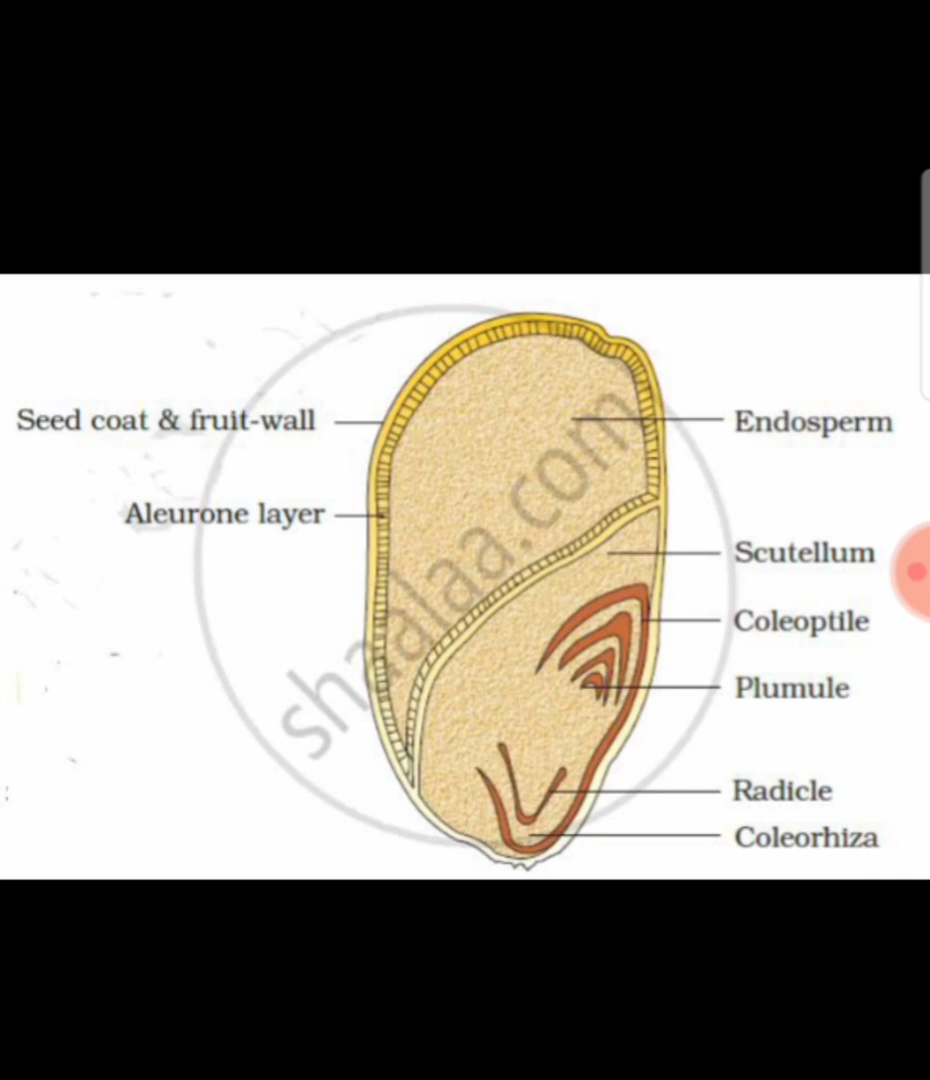 Seed coat & fruit-wall
Aleurone layer
Endosperm
Scutellum
Coleoptile
Plumule
Radicle
Coleorhiza
shaalaa.com